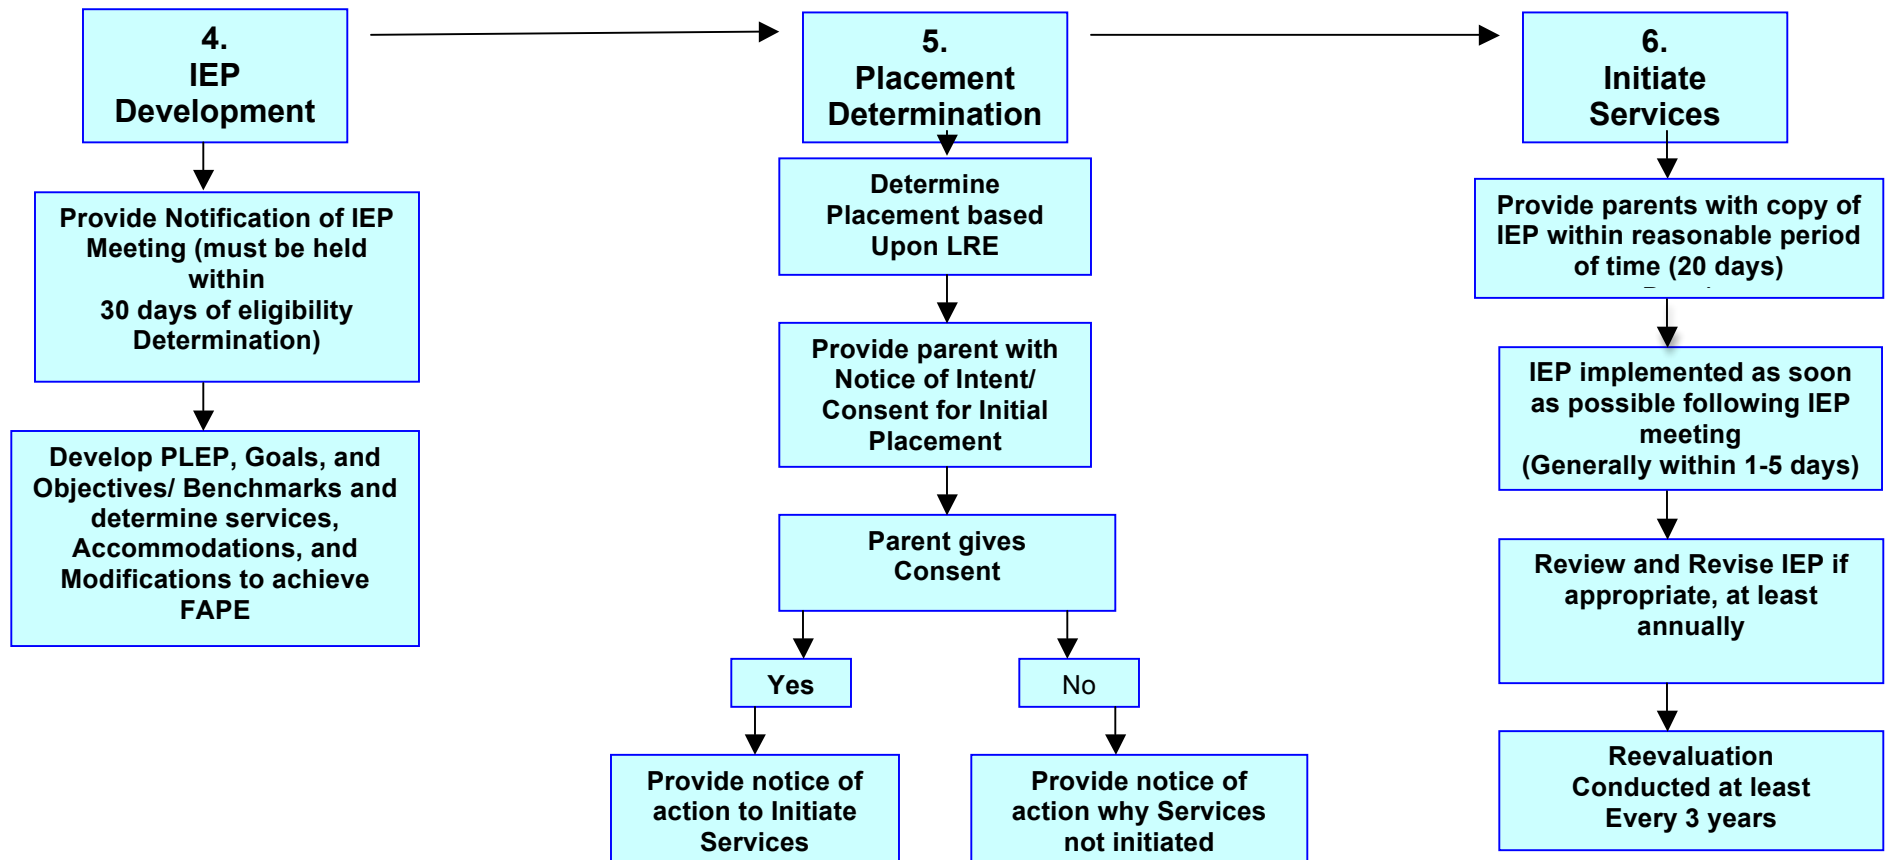 4.
IEP
Development
Provide Notification of IEP
Meeting (must be held
within
30 days of eligibility
Determination)
Develop PLEP, Goals, and
Objectives/ Benchmarks and
determine services,
Accommodations, and
Modifications to achieve
FAPE
5.
Placement
Determination
Determine
Placement based
Upon LRE
Provide parent with
Notice of Intent/
Consent for Initial
Placement
Parent gives
Consent
Yes
No
Provide notice of
action to Initiate
Services
Provide notice of
action why Services
not initiated
6.
Initiate
Services
Provide parents with copy of
IEP within reasonable period
of time (20 days)
IEP implemented as soon
as possible following IEP
meeting
(Generally within 1-5 days)
Review and Revise IEP if
appropriate, at least
annually
Reevaluation
Conducted at least
Every 3 years